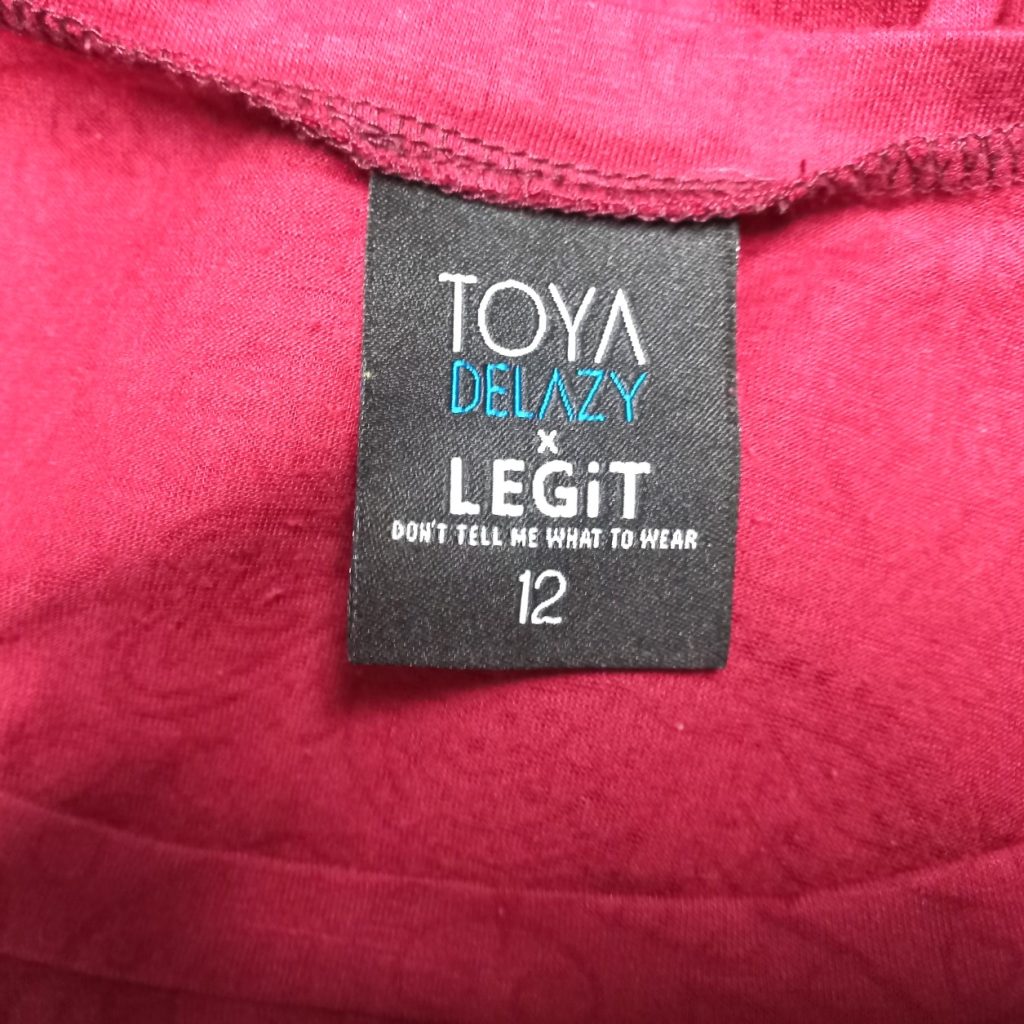 TOYA
DELAZY
x
LEGiT
DON'T TELL ME WHAT TO WEAR
12